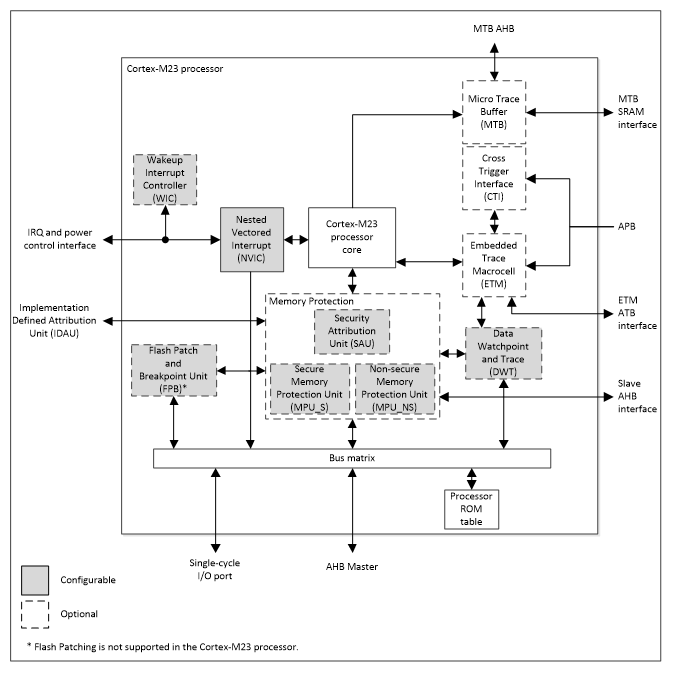 MTB AHB
Cortex-M23 processor
Micro Trace
Buffer
(MTB)
MTB
SRAM
interface
Cross
Trigger
Interface
(CTI)
Wakeup
Interrupt
Controller
(WIC)
Nested
Vectored
Interrupt
(NVIC)
Cortex-M23
processor
core
APB
IRQ and power
control interface
Embedded
Trace
Macrocell
(ETM)
Implementation
Defined Attribution
Unit (IDAU)
Memory Protection
Security
Attribution
Unit (SAU)
ETM
ATB
interface
Data
Watchpoint
and Trace
(DWT)
Flash Patch
and
Breakpoint Unit
(FPB)*
Secure
Memory
Protection Unit
(MPU_S)
Non-secure
Memory
Protection Unit
(MPU_NS)
Slave
AHB
interface
Bus matrix
Processor
ROM
table
Single-cycle
I/O port
AHB Master
Configurable
Optional
* Flash Patching is not supported in the Cortex-M23 processor.